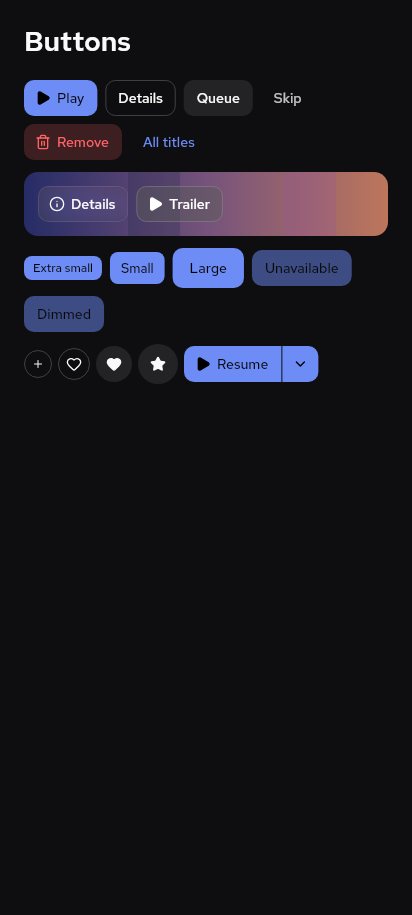 Buttons
Play Details Queue Skip
Remove All titles
Details Trailer
Extra small Small Large Unavailable
Dimmed
Resume